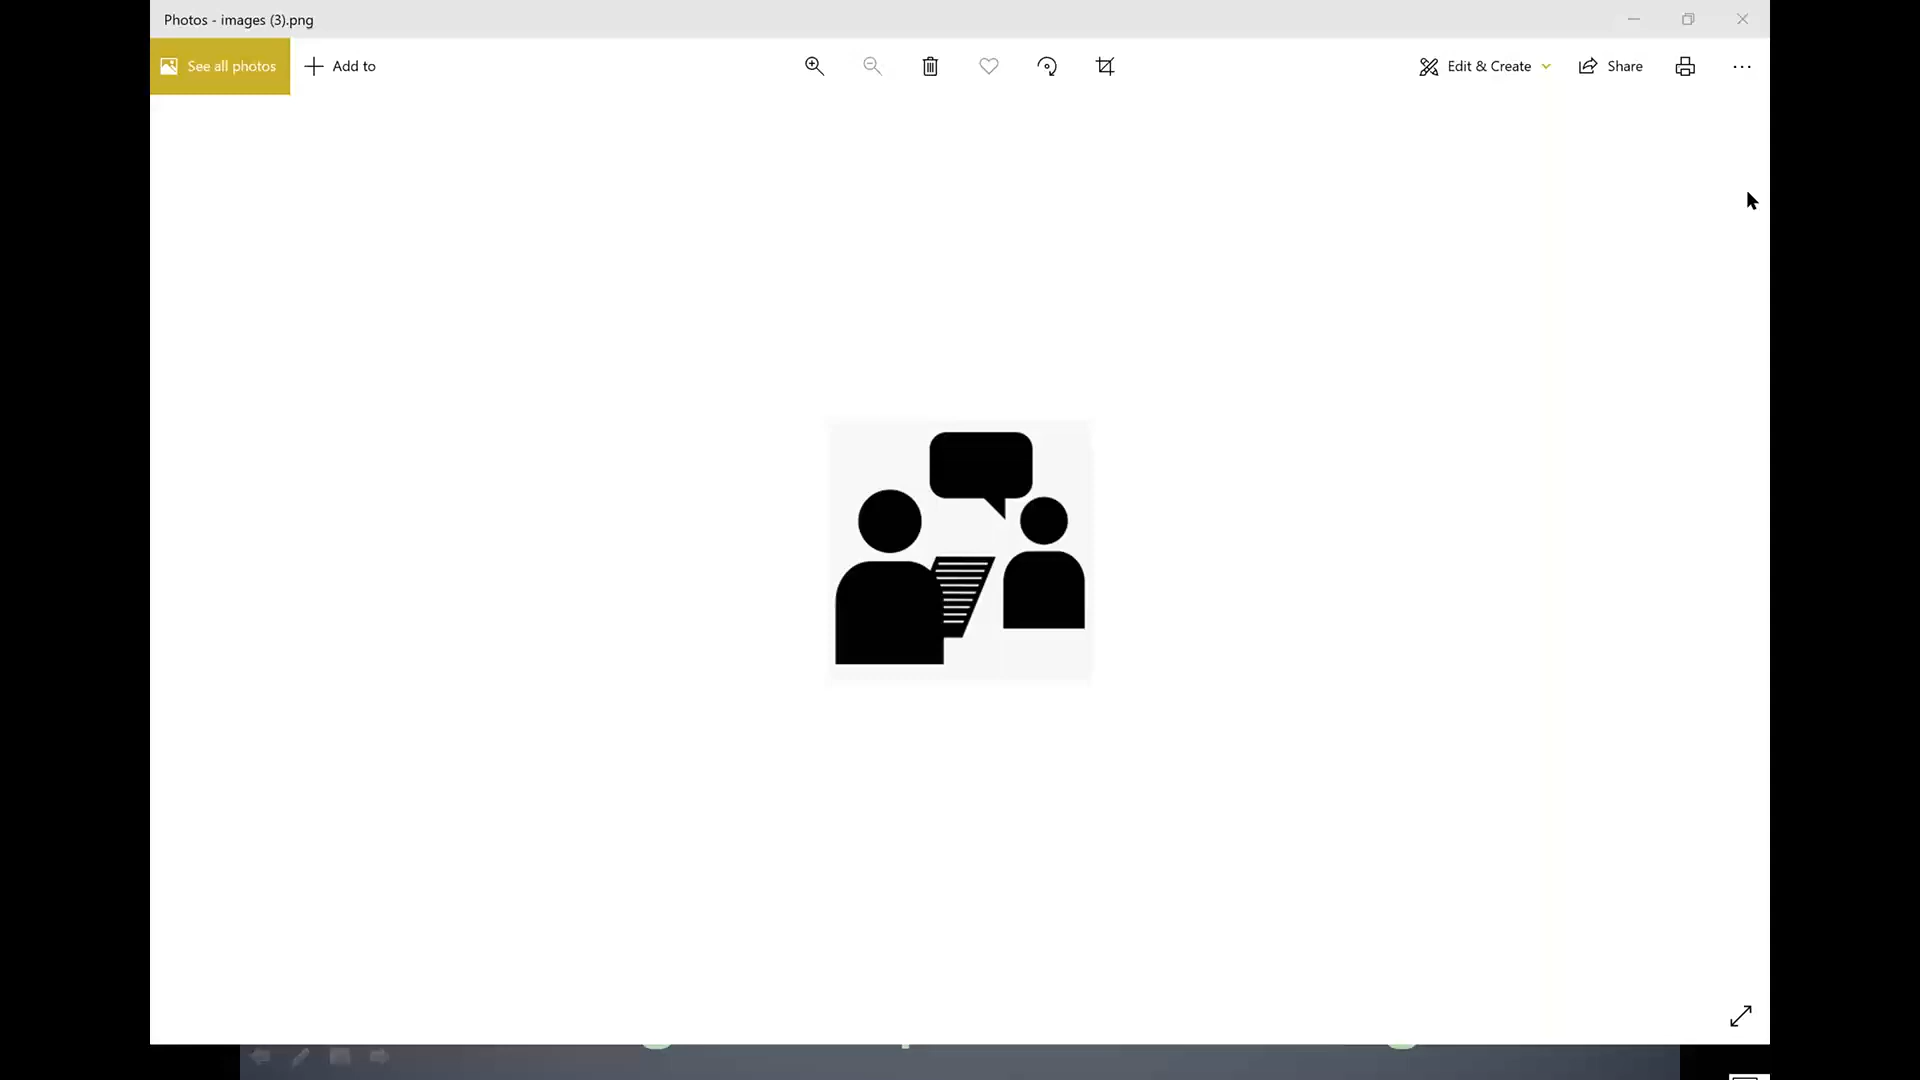 Photos - images (3).png
See all photos
Add to
Edit & Create
Share